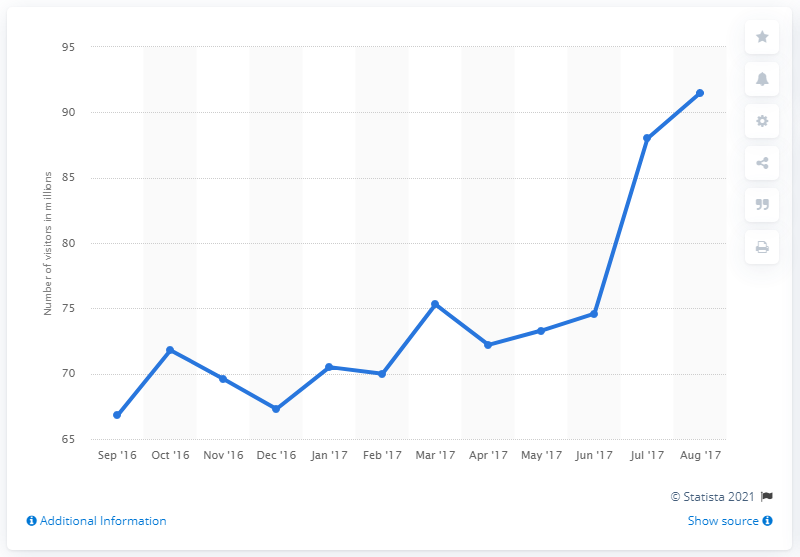 95
90
85
80
75
70
65
Number of visitors in millions
Sep '16 Oct '16 Nov '16 Dec '16 Jan '17 Feb '17 Mar '17 Apr '17 May '17 Jun '17 Jul '17 Aug '17
© Statista 2021
Additional Information Show source